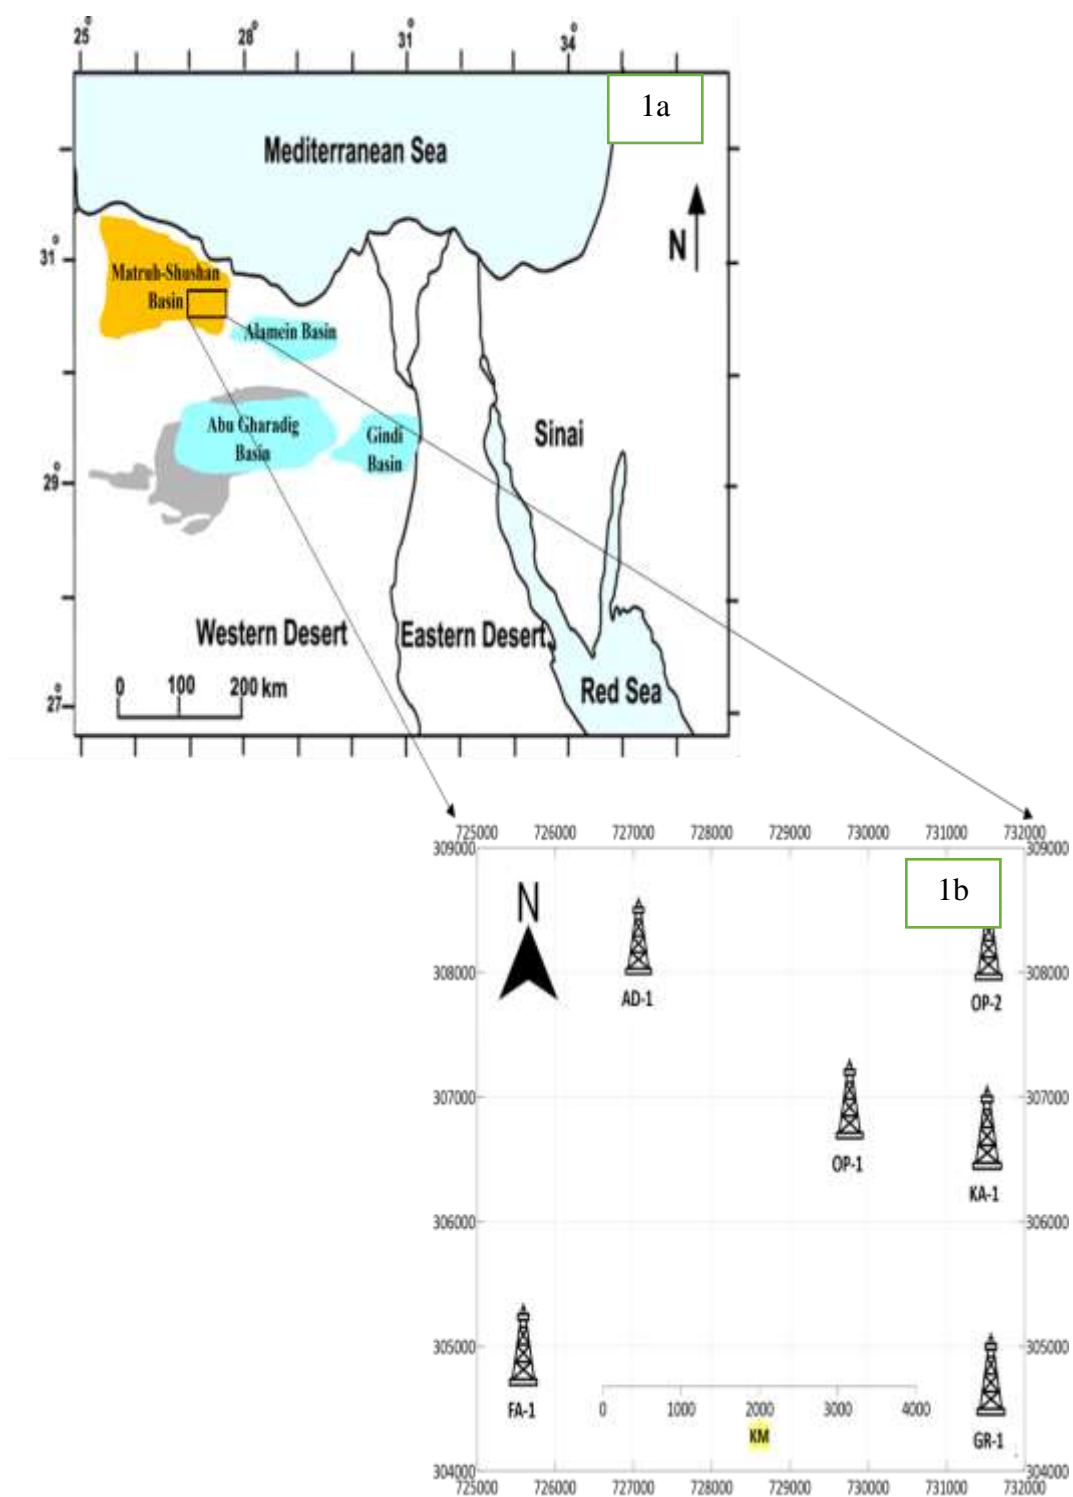 25° 28° 31° 34°
1a
Mediterranean Sea
N
31°
Matruh-Shushan
Basin
Alamein Basin
Abu Gharadig
Basin
Gindi
Basin
Sinai
29°
Western Desert
Eastern Desert
Red Sea
0 100 200 km
27°
725000 726000 727000 728000 729000 730000 731000 732000
309000 309000
1b
N
308000 308000
AD-1
OP-2
307000 307000
OP-1
KA-1
306000 306000
305000 305000
FA-1
0 1000 2000 3000 4000
KM
GR-1
304000 304000
725000 726000 727000 728000 729000 730000 731000 732000